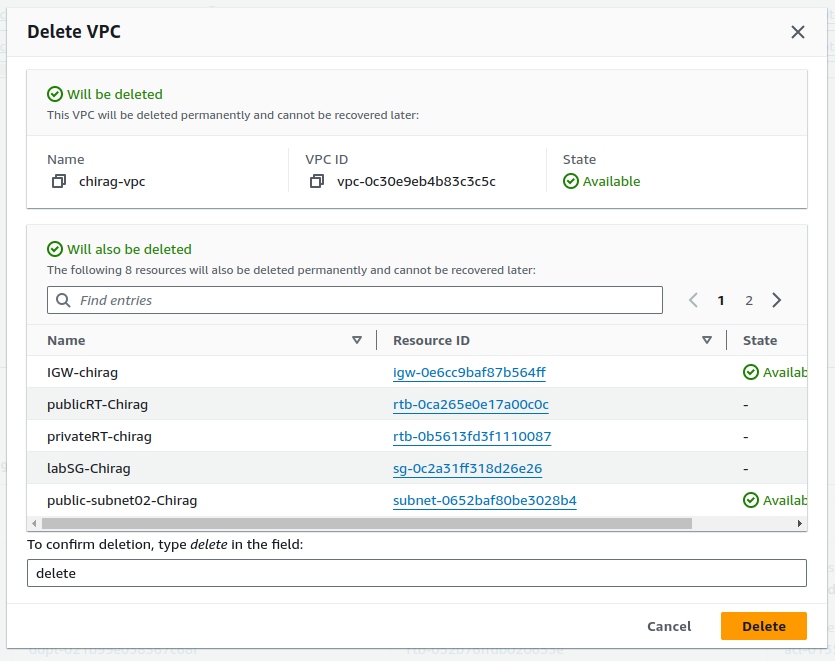 Delete VPC
Will be deleted
This VPC will be deleted permanently and cannot be recovered later:
Name VPC ID State
chirag-vpc vpc-0c30e9eb4b83c3c5c Available
Will also be deleted
The following 8 resources will also be deleted permanently and cannot be recovered later:
Find entries 1 2
Name Resource ID State
IGW-chirag igw-0e6cc9baf87b564ff Availab
publicRT-Chirag rtb-0ca265e0e17a00c0c -
privateRT-chirag rtb-0b5613fd3f1110087 -
labSG-Chirag sg-0c2a31ff318d26e26 -
public-subnet02-Chirag subnet-0652baf80be3028b4 Availab
To confirm deletion, type delete in the field:
delete
Cancel Delete